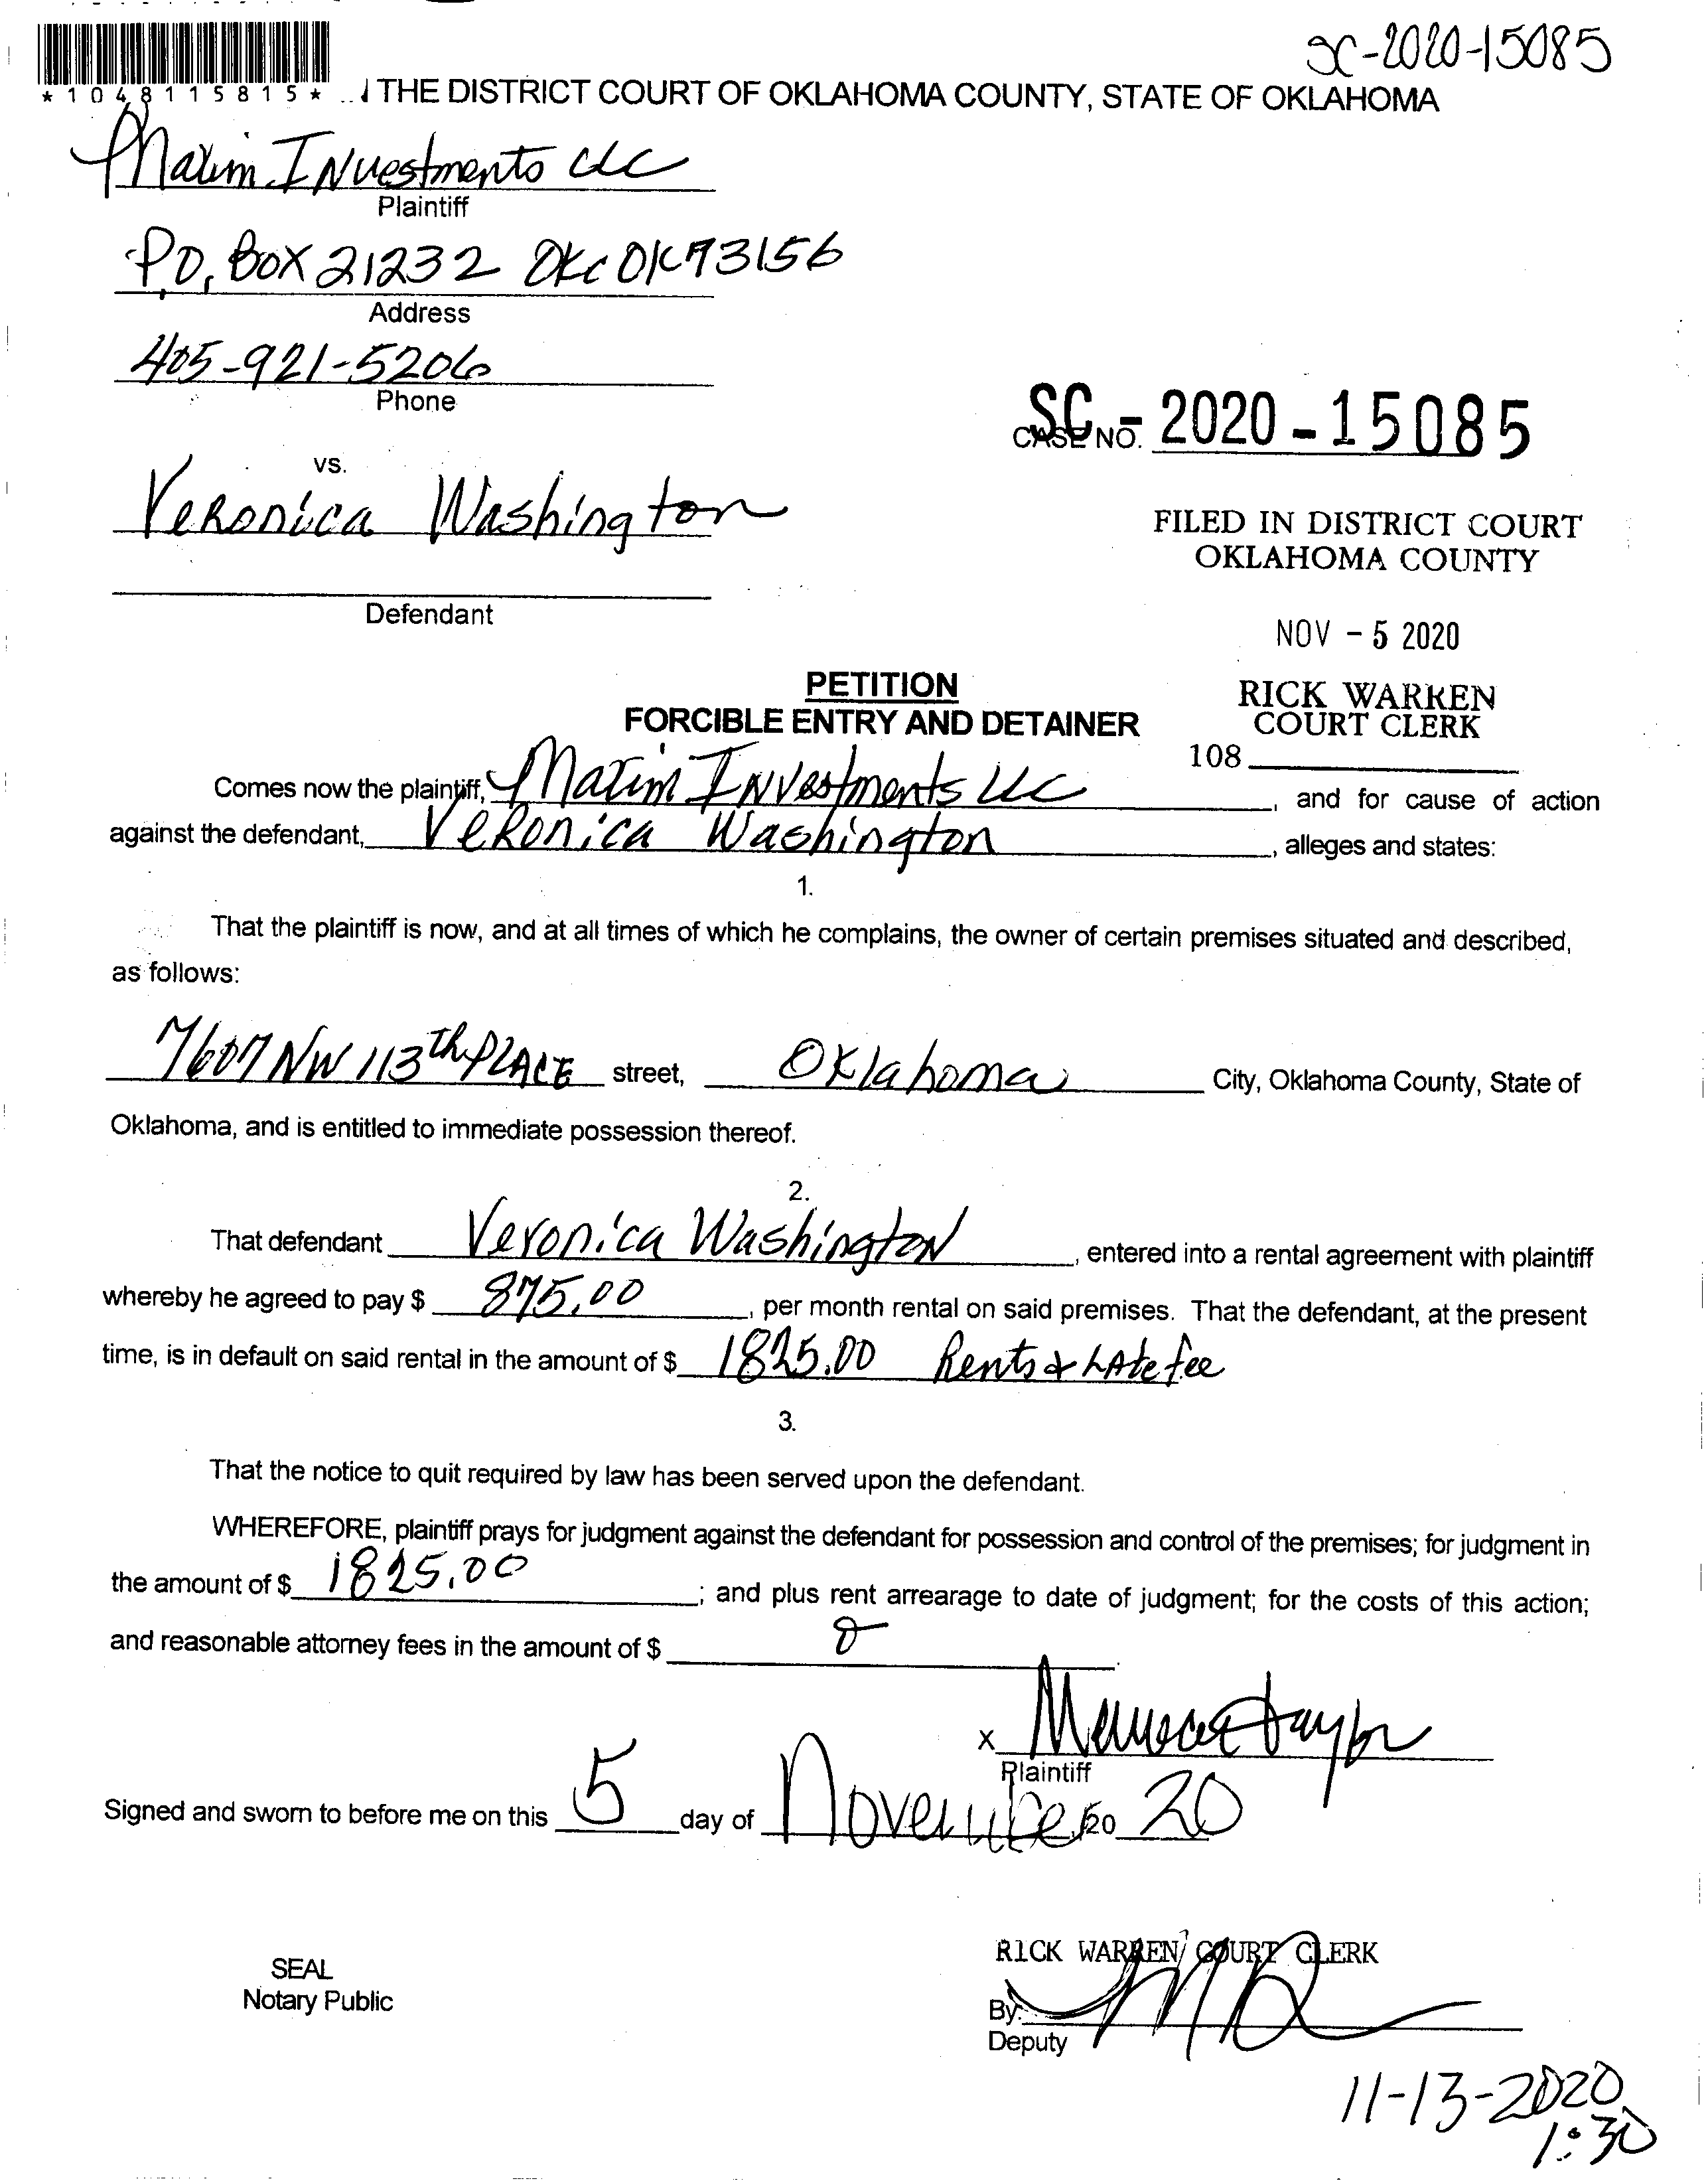 SC-2020-15085
*1048115815* THE DISTRICT COURT OF OKLAHOMA COUNTY, STATE OF OKLAHOMA
Maxim INvestments LLC
Plaintiff
P.O. Box 21232 OKC OK 73156
Address
405-921-5206
Phone
SC - 2020 - 15085
CASE NO.
vs.
Veronica Washington
FILED IN DISTRICT COURT
OKLAHOMA COUNTY
Defendant
NOV - 5 2020
PETITION
FORCIBLE ENTRY AND DETAINER
RICK WARREN
COURT CLERK
108
Comes now the plaintiff, Maxim INvestments LLC, and for cause of action
against the defendant, Veronica Washington, alleges and states:
1.
That the plaintiff is now, and at all times of which he complains, the owner of certain premises situated and described,
as follows:
7607 NW 113th PLACE street, Oklahoma City, Oklahoma County, State of
Oklahoma, and is entitled to immediate possession thereof.
2.
That defendant Veronica Washington, entered into a rental agreement with plaintiff
whereby he agreed to pay $ 875.00, per month rental on said premises. That the defendant, at the present
time, is in default on said rental in the amount of $ 1825.00 Rents & LAte fee
3.
That the notice to quit required by law has been served upon the defendant.
WHEREFORE, plaintiff prays for judgment against the defendant for possession and control of the premises; for judgment in
the amount of $ 1825.00; and plus rent arrearage to date of judgment; for the costs of this action;
and reasonable attorney fees in the amount of $ 0
X
Plaintiff
Signed and sworn to before me on this 5 day of November, 20 20
RICK WARREN, COURT CLERK
SEAL
Notary Public
By:
Deputy
11-13-2020
1:30